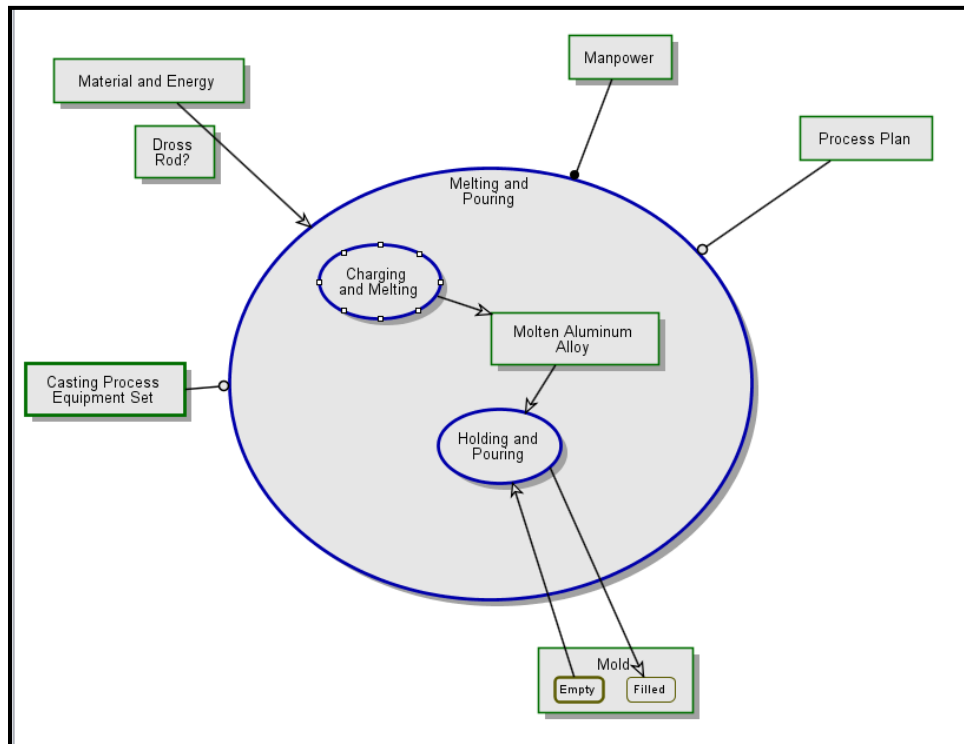 Manpower
Material and Energy
Dross
Rod?
Process Plan
Melting and
Pouring
Charging
and Melting
Molten Aluminum
Alloy
Casting Process
Equipment Set
Holding and
Pouring
Mold
Empty
Filled